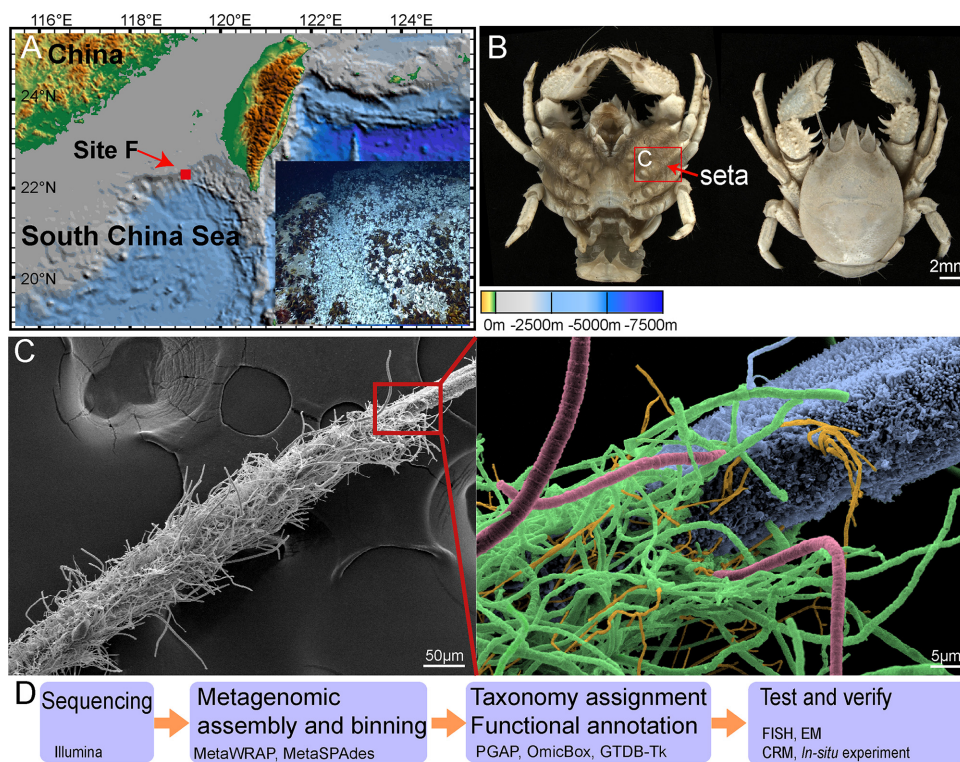 116°E 118°E 120°E 122°E 124°E
A
China
24°N
Site F
22°N
South China Sea
20°N
B
C
seta
2mm
0m -2500m -5000m -7500m
C
50μm
5μm
D
Sequencing
Illumina
Metagenomic
assembly and binning
MetaWRAP, MetaSPAdes
Taxonomy assignment
Functional annotation
PGAP, OmicBox, GTDB-Tk
Test and verify
FISH, EM
CRM, In-situ experiment